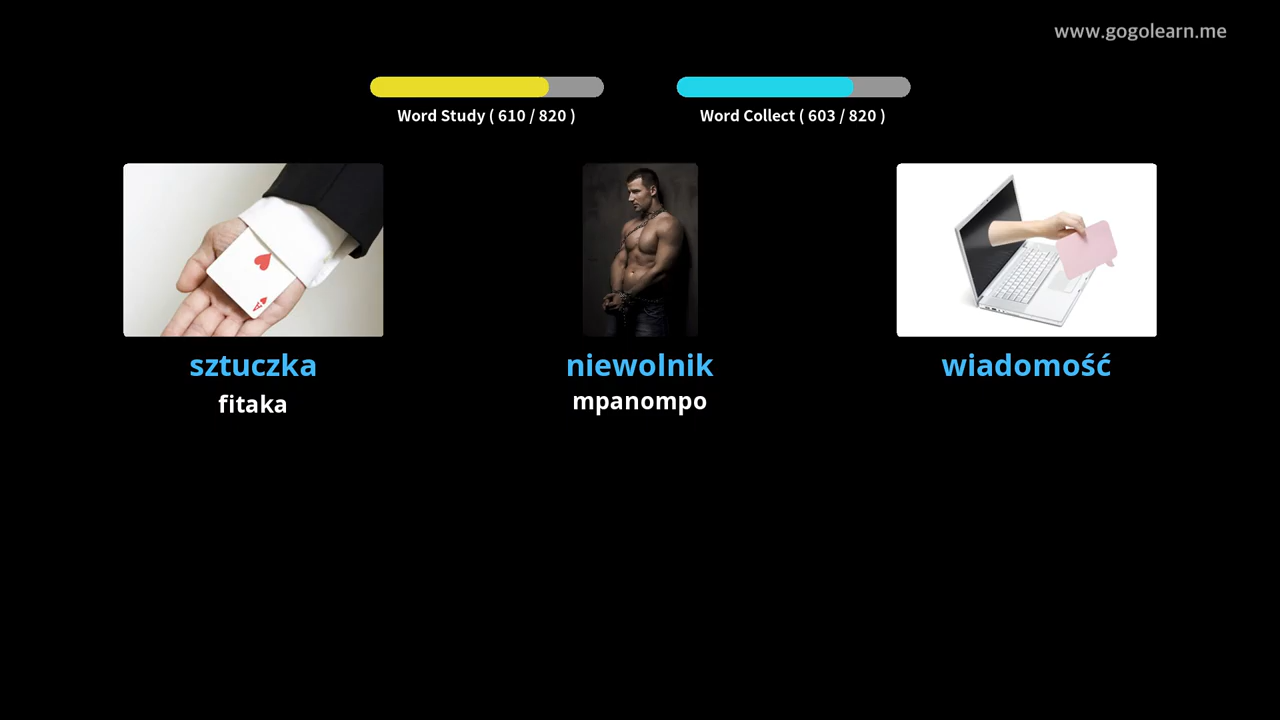 www.gogolearn.me
Word Study ( 610 / 820 )
Word Collect ( 603 / 820 )
sztuczka
niewolnik
wiadomość
fitaka
mpanompo